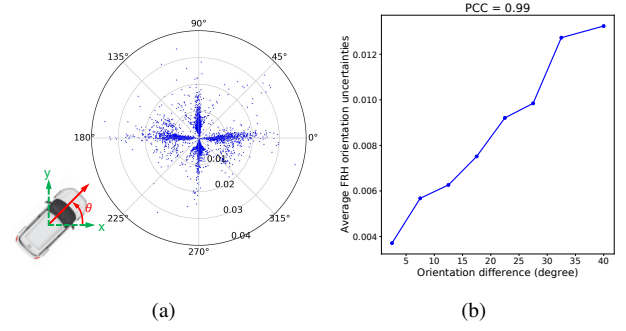 90°
135°
45°
180°
0°
0.01
0.02
0.03
0.04
225°
315°
270°
y
θ
x
(a)
PCC = 0.99
Average FRH orientation uncertainties
0.012
0.010
0.008
0.006
0.004
5 10 15 20 25 30 35 40
Orientation difference (degree)
(b)